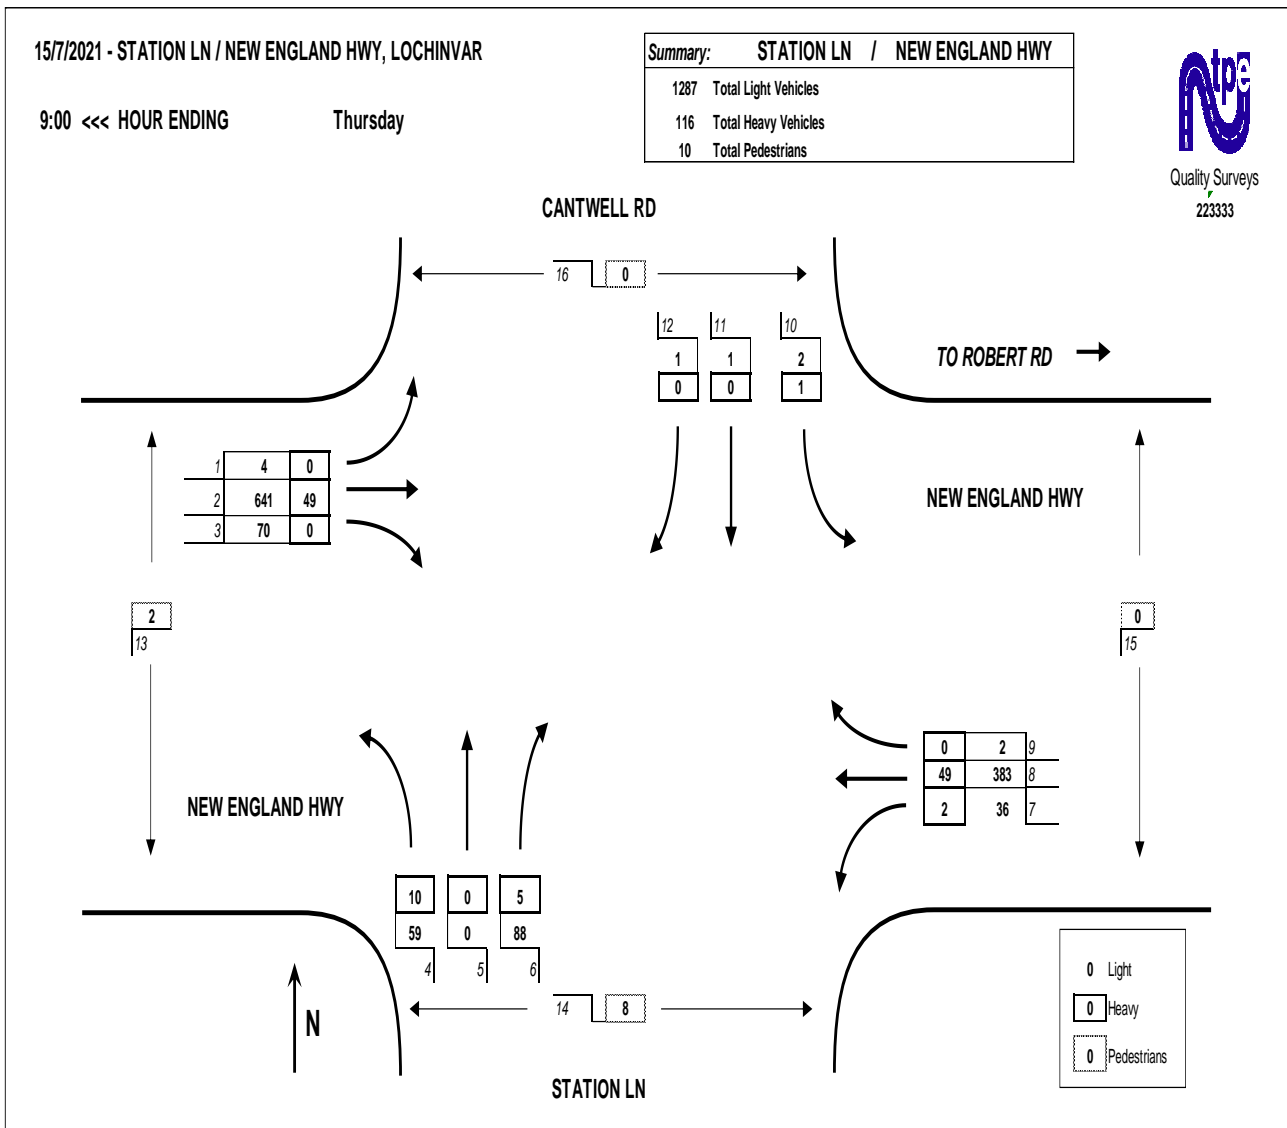 15/7/2021 - STATION LN / NEW ENGLAND HWY, LOCHINVAR
9:00 <<< HOUR ENDING Thursday
Summary: STATION LN / NEW ENGLAND HWY
1287 Total Light Vehicles
116 Total Heavy Vehicles
10 Total Pedestrians
tpe
Quality Surveys
223333
CANTWELL RD
16 0
12 11 10
1 1 2
0 0 1
TO ROBERT RD
1 4 0
2 641 49
3 70 0
NEW ENGLAND HWY
2
13
0
15
0 2 9
49 383 8
2 36 7
NEW ENGLAND HWY
10 0 5
59 0 88
4 5 6
14 8
N
STATION LN
0 Light
0 Heavy
0 Pedestrians